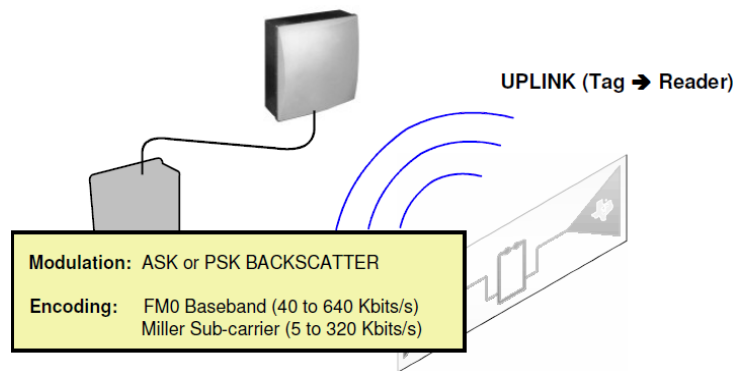 UPLINK (Tag ➔ Reader)
Modulation: ASK or PSK BACKSCATTER
Encoding: FM0 Baseband (40 to 640 Kbits/s)
Miller Sub-carrier (5 to 320 Kbits/s)